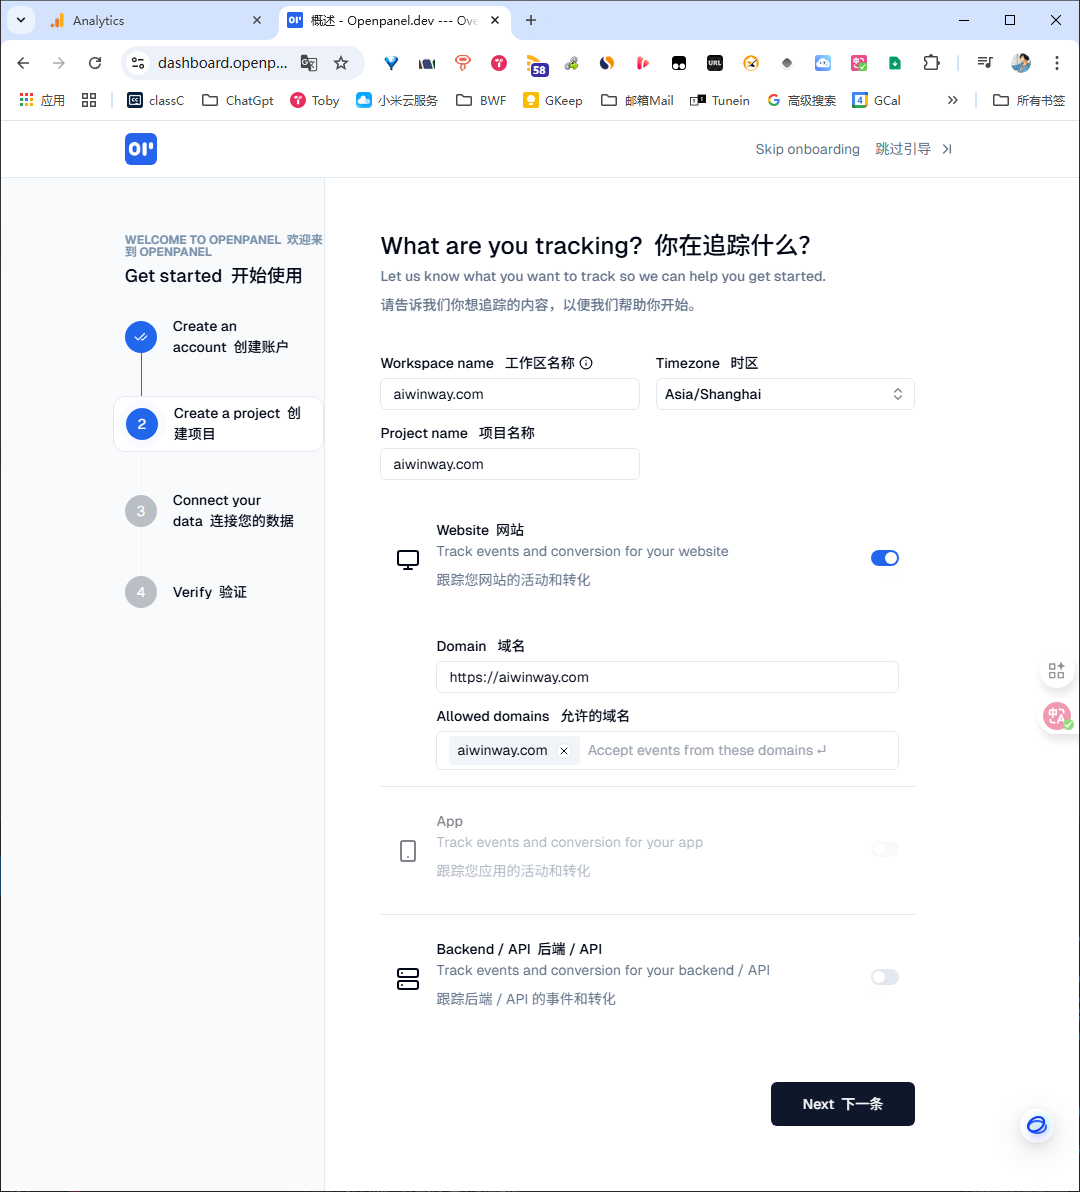 Analytics
概述 - Openpanel.dev --- Ove
dashboard.openp...
58
URL
应用
classC
ChatGpt
Toby
小米云服务
BWF
GKeep
邮箱Mail
Tunein
高级搜索
GCal
所有书签
Skip onboarding 跳过引导
WELCOME TO OPENPANEL 欢迎来
到 OPENPANEL
Get started 开始使用
Create an
account 创建账户
2
Create a project 创
建项目
3
Connect your
data 连接您的数据
4
Verify 验证
What are you tracking? 你在追踪什么?
Let us know what you want to track so we can help you get started.
请告诉我们你想追踪的内容，以便我们帮助你开始。
Workspace name 工作区名称
Timezone 时区
aiwinway.com
Asia/Shanghai
Project name 项目名称
aiwinway.com
Website 网站
Track events and conversion for your website
跟踪您网站的活动和转化
Domain 域名
https://aiwinway.com
Allowed domains 允许的域名
aiwinway.com
Accept events from these domains ↵
App
Track events and conversion for your app
跟踪您应用的活动和转化
Backend / API 后端 / API
Track events and conversion for your backend / API
跟踪后端 / API 的事件和转化
Next 下一条